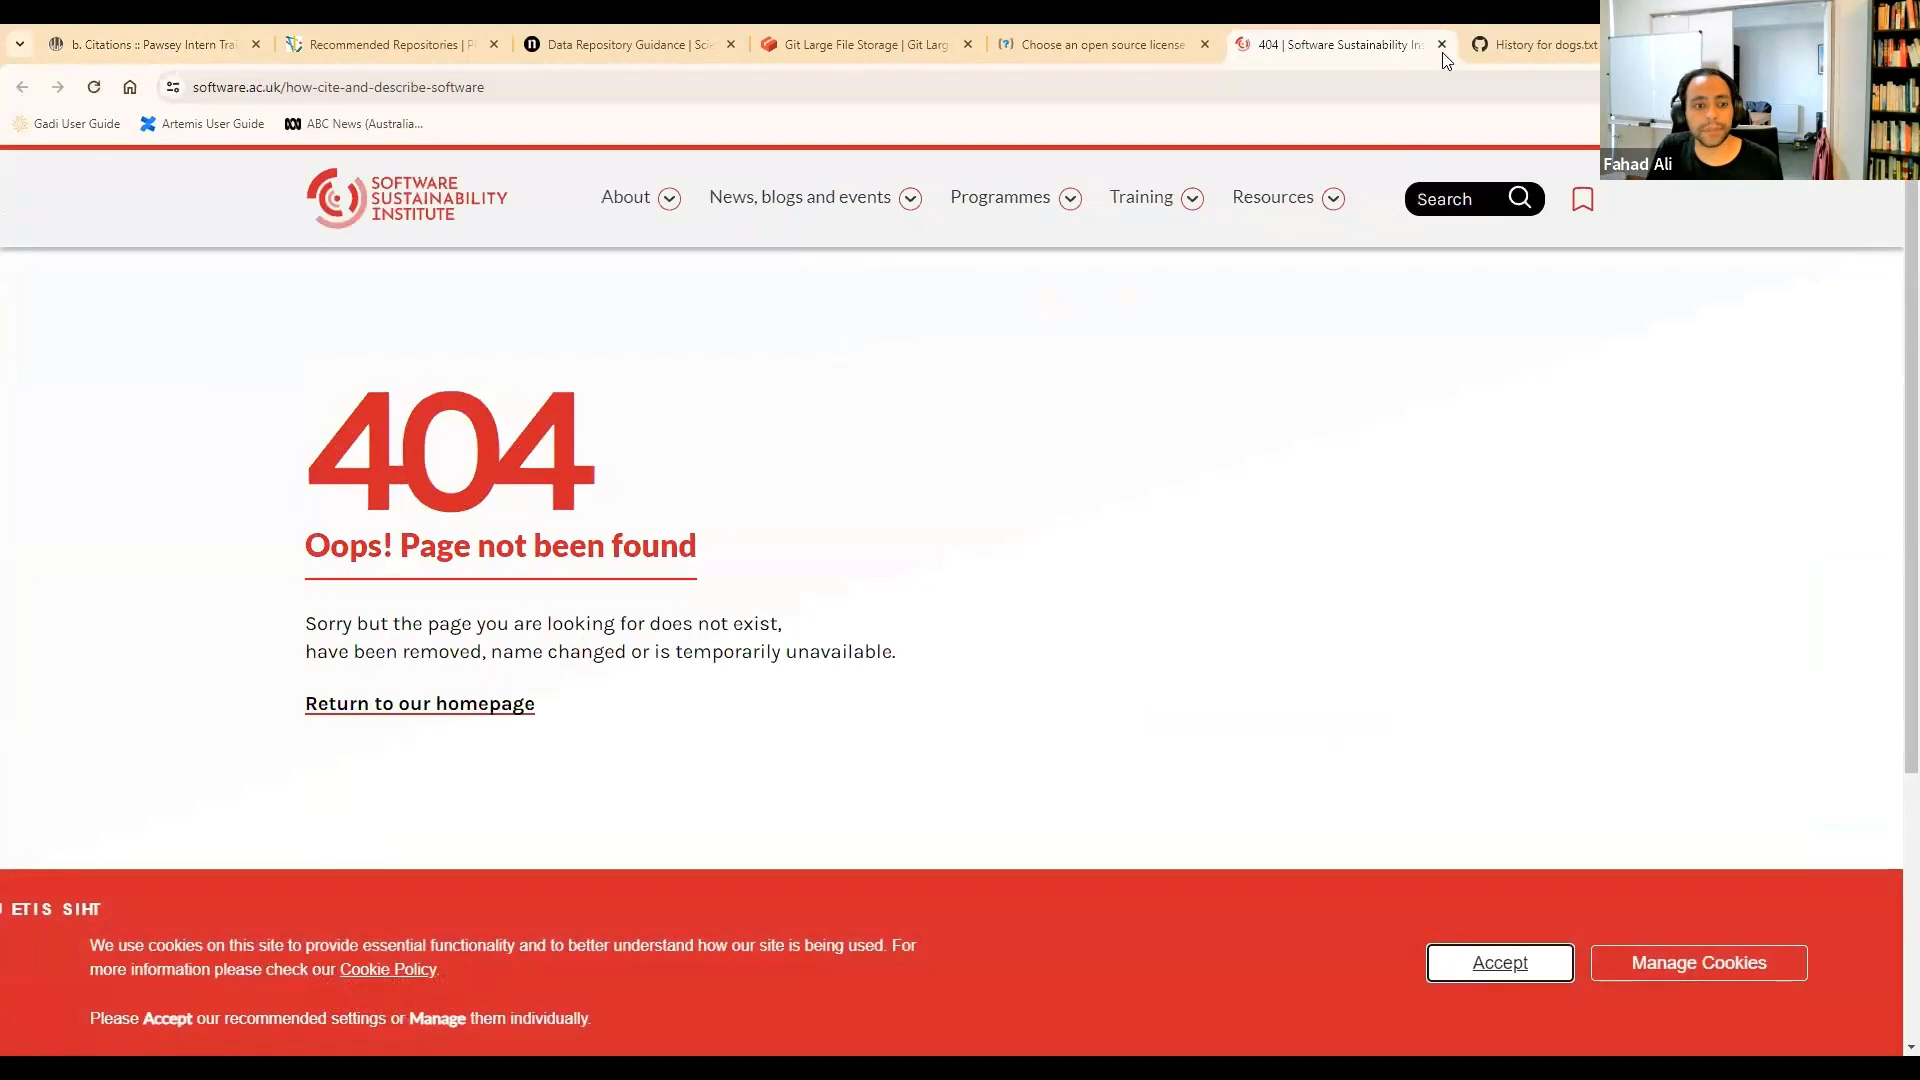 b. Citations :: Pawsey Intern Trai
Recommended Repositories | P
Data Repository Guidance | Scie
Git Large File Storage | Git Larg
Choose an open source license
404 | Software Sustainability Ins
History for dogs.txt
software.ac.uk/how-cite-and-describe-software
Gadi User Guide
Artemis User Guide
ABC News (Australia...
Fahad Ali
SOFTWARE
SUSTAINABILITY
INSTITUTE
About
News, blogs and events
Programmes
Training
Resources
Search
404
Oops! Page not been found
Sorry but the page you are looking for does not exist,
have been removed, name changed or is temporarily unavailable.
Return to our homepage
ETIS SIHT
We use cookies on this site to provide essential functionality and to better understand how our site is being used. For
more information please check our Cookie Policy.
Please Accept our recommended settings or Manage them individually.
Accept
Manage Cookies